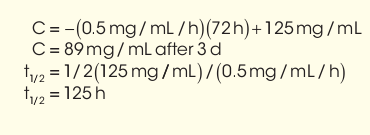 C = −(0.5 mg / mL / h)(72 h) + 125 mg / mL
C = 89 mg / mL after 3 d
t1/2 = 1 / 2(125 mg / mL) / (0.5 mg / mL / h)
t1/2 = 125 h